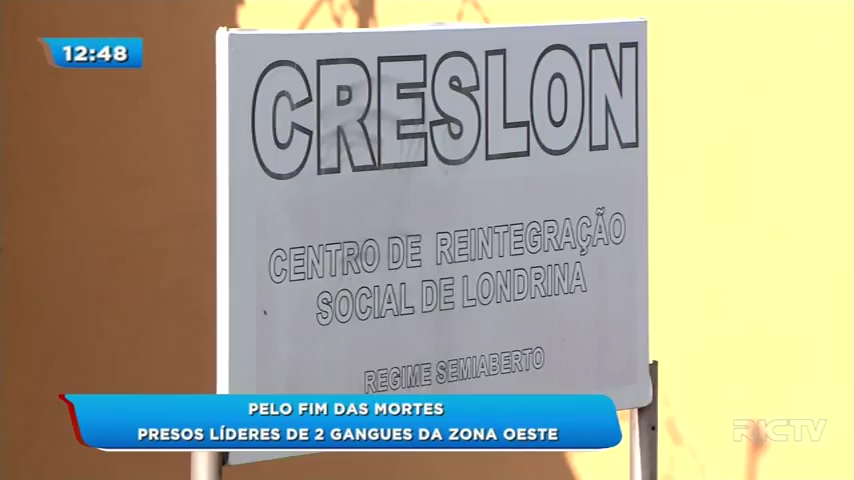 12:48
CRESLON
CENTRO DE REINTEGRAÇÃO
SOCIAL DE LONDRINA
REGIME SEMIABERTO
PELO FIM DAS MORTES
PRESOS LÍDERES DE 2 GANGUES DA ZONA OESTE
RICTV